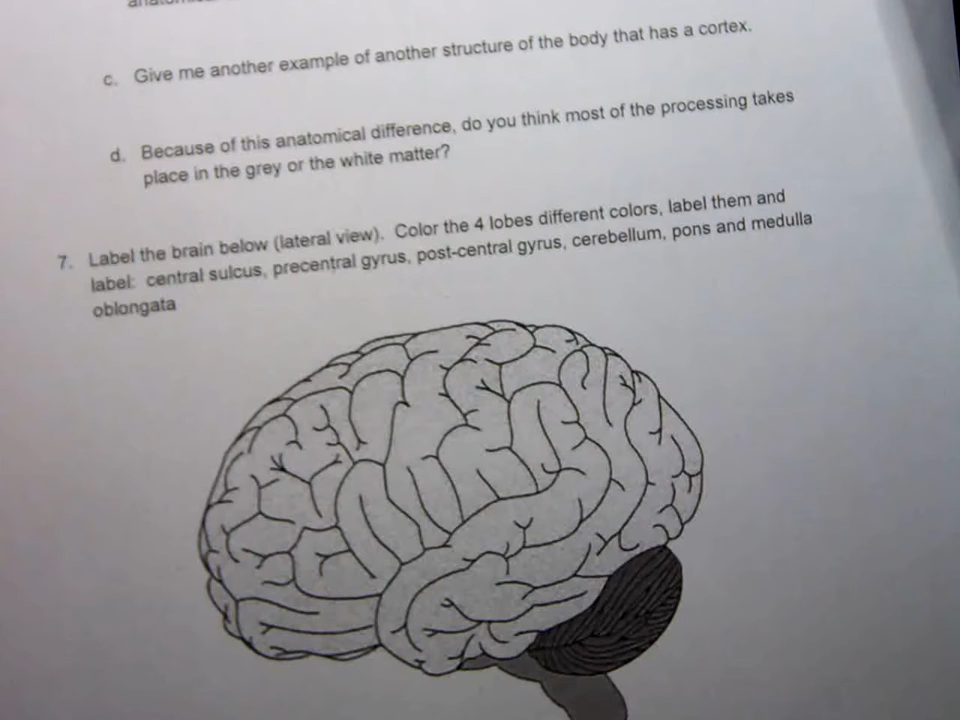 c. Give me another example of another structure of the body that has a cortex.
d. Because of this anatomical difference, do you think most of the processing takes
place in the grey or the white matter?
7. Label the brain below (lateral view). Color the 4 lobes different colors, label them and
label: central sulcus, precentral gyrus, post-central gyrus, cerebellum, pons and medulla
oblongata